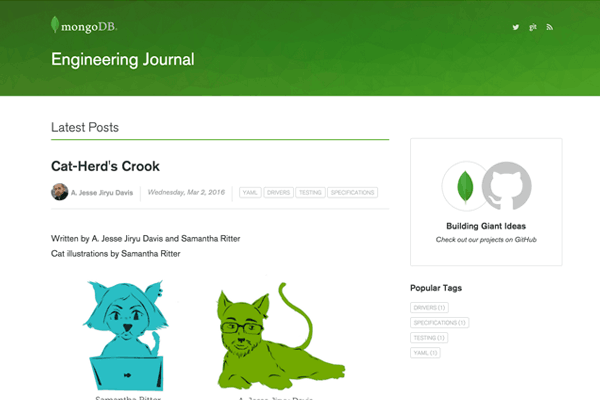 mongoDB.
git
Engineering Journal
Latest Posts
Cat-Herd's Crook
A. Jesse Jiryu Davis
Wednesday, Mar 2, 2016
YAML
DRIVERS
TESTING
SPECIFICATIONS
Written by A. Jesse Jiryu Davis and Samantha Ritter
Cat illustrations by Samantha Ritter
Samantha Ritter
A. Jesse Jiryu Davis
Building Giant Ideas
Check out our projects on GitHub
Popular Tags
DRIVERS (1)
SPECIFICATIONS (1)
TESTING (1)
YAML (1)